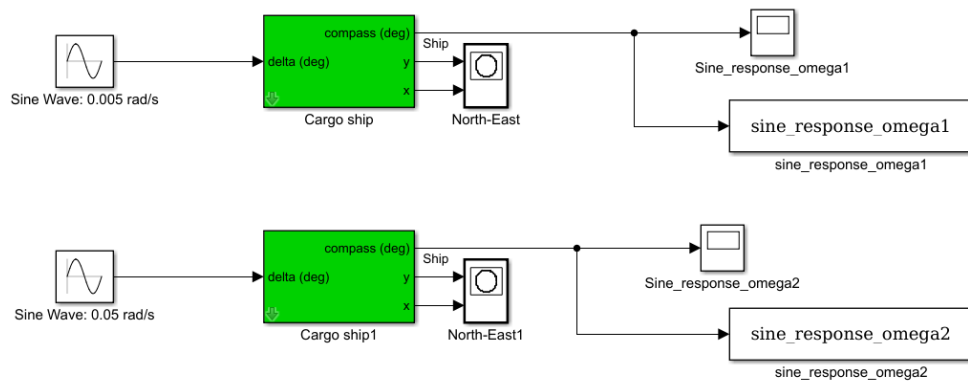 compass (deg)
Ship
delta (deg)
y
x
Sine Wave: 0.005 rad/s
Cargo ship
North-East
Sine_response_omega1
sine_response_omega1
sine_response_omega1
compass (deg)
Ship
delta (deg)
y
x
Sine Wave: 0.05 rad/s
Cargo ship1
North-East1
Sine_response_omega2
sine_response_omega2
sine_response_omega2